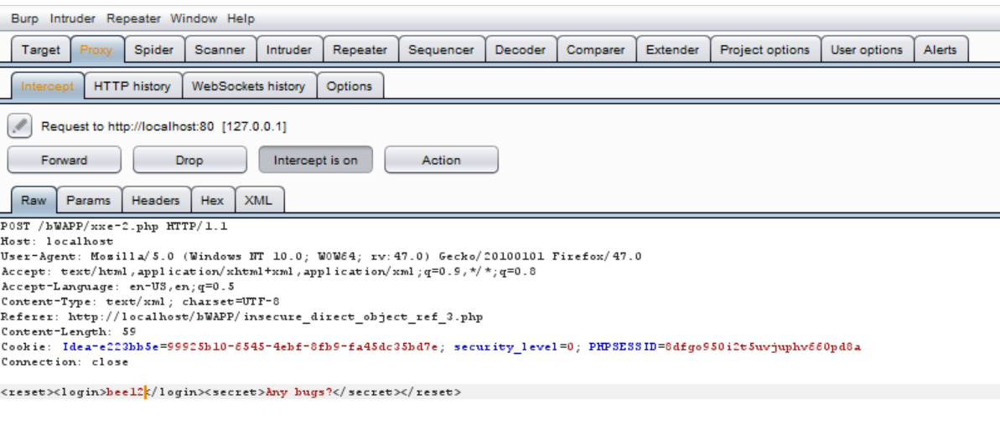 Burp Intruder Repeater Window Help
Target Proxy Spider Scanner Intruder Repeater Sequencer Decoder Comparer Extender Project options User options Alerts
Intercept HTTP history WebSockets history Options
Request to http://localhost:80 [127.0.0.1]
Forward Drop Intercept is on Action
Raw Params Headers Hex XML
POST /bWAPP/xxe-2.php HTTP/1.1
Host: localhost
User-Agent: Mozilla/5.0 (Windows NT 10.0; WOW64; rv:47.0) Gecko/20100101 Firefox/47.0
Accept: text/html,application/xhtml+xml,application/xml;q=0.9,*/*;q=0.8
Accept-Language: en-US,en;q=0.5
Content-Type: text/xml; charset=UTF-8
Referer: http://localhost/bWAPP/insecure_direct_object_ref_3.php
Content-Length: 59
Cookie: Idea-e223bb5e=99925b10-6545-4ebf-8fb9-fa45dc35bd7e; security_level=0; PHPSESSID=8dfgo950i2t5uvjuphv660pd8a
Connection: close
<reset><login>bee12</login><secret>Any bugs?</secret></reset>